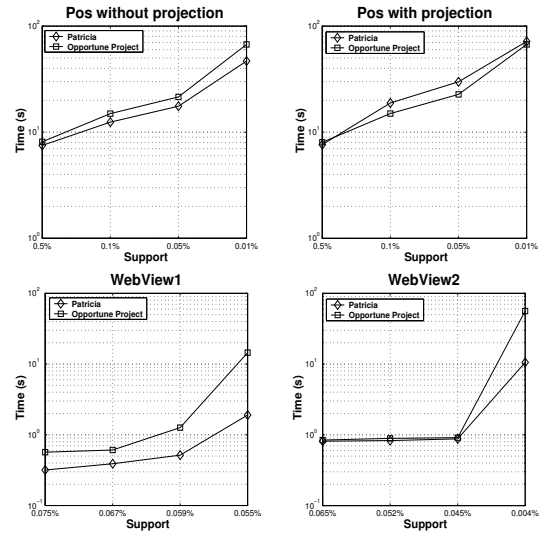 Pos without projection
10^2
Patricia
Opportune Project
10^1
10^0
Time (s)
0.5%
0.1%
0.05%
0.01%
Support
Pos with projection
10^2
Patricia
Opportune Project
10^1
10^0
Time (s)
0.5%
0.1%
0.05%
0.01%
Support
WebView1
10^2
Patricia
Opportune Project
10^1
10^0
10^-1
Time (s)
0.075%
0.067%
0.059%
0.055%
Support
WebView2
10^2
Patricia
Opportune Project
10^1
10^0
10^-1
Time (s)
0.065%
0.052%
0.045%
0.004%
Support